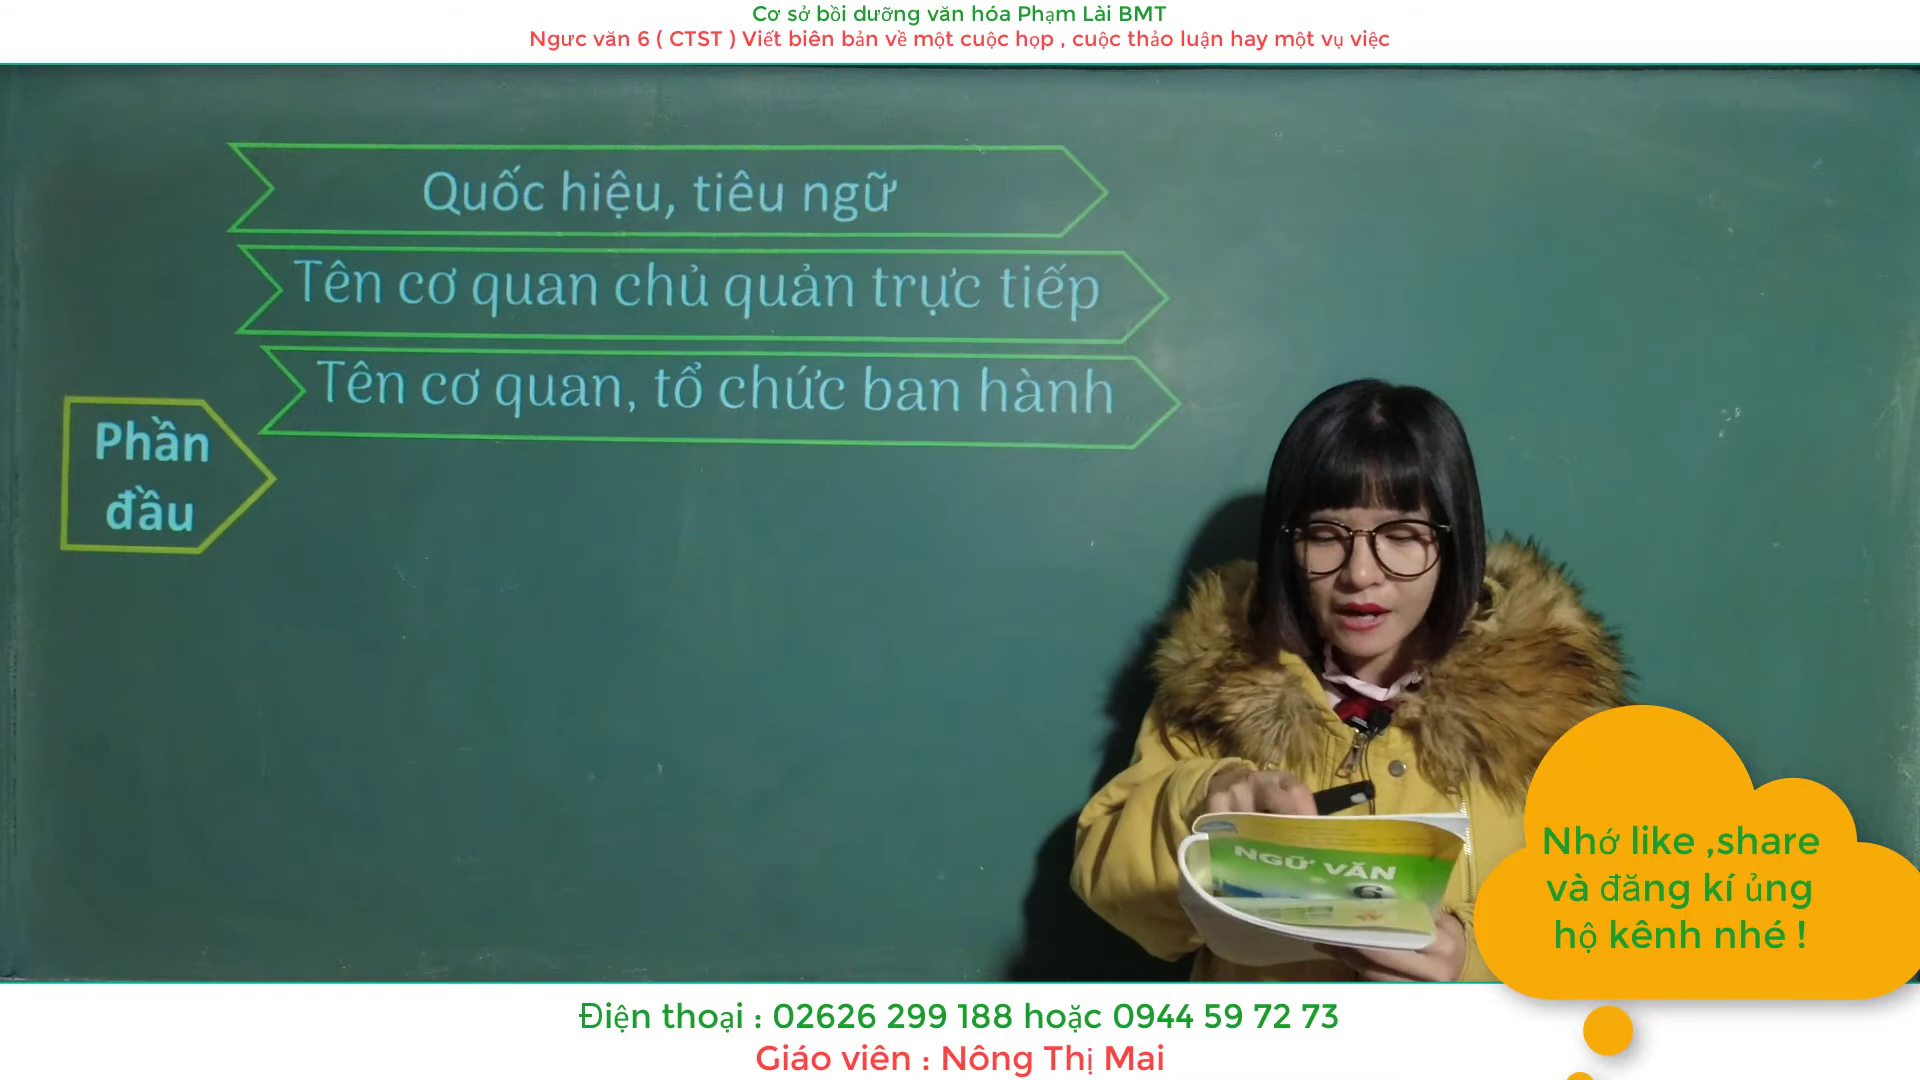 Cơ sở bồi dưỡng văn hóa Phạm Lài BMT
Ngưc văn 6 ( CTST ) Viết biên bản về một cuộc họp , cuộc thảo luận hay một vụ việc
Quốc hiệu, tiêu ngữ
Tên cơ quan chủ quản trực tiếp
Tên cơ quan, tổ chức ban hành
Phần
đầu
NGỮ VĂN
6
Nhớ like ,share
và đăng kí ủng
hộ kênh nhé !
Điện thoại : 02626 299 188 hoặc 0944 59 72 73
Giáo viên : Nông Thị Mai